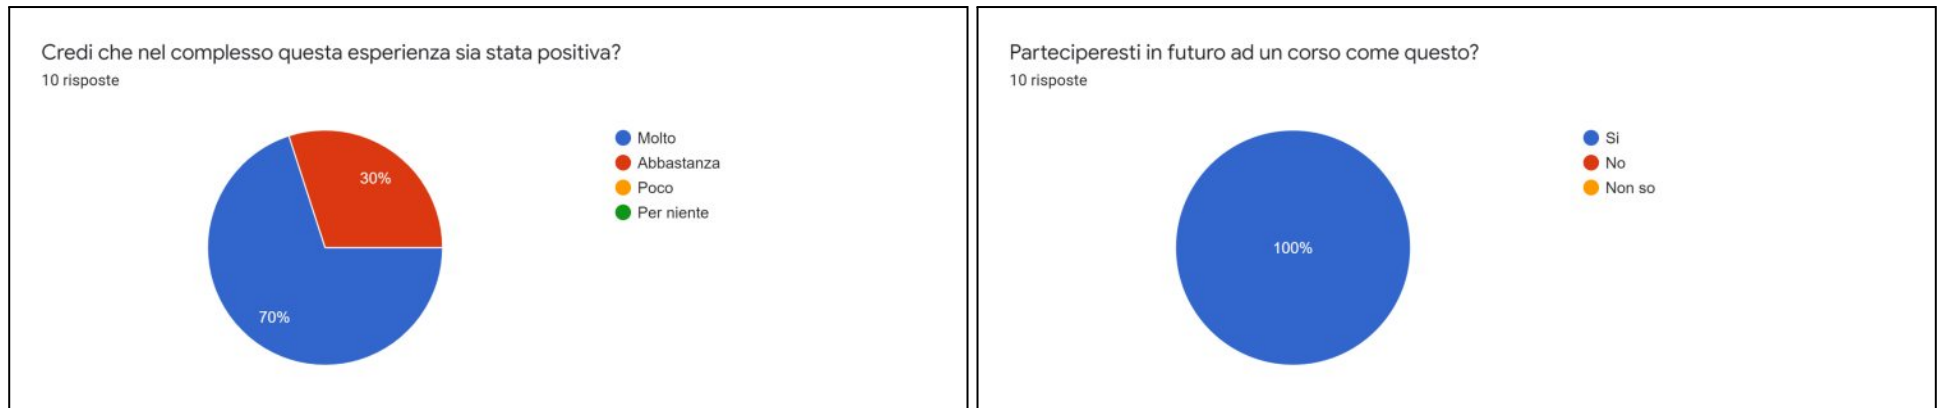 Credi che nel complesso questa esperienza sia stata positiva?
10 risposte
30%
70%
Molto
Abbastanza
Poco
Per niente
Parteciperesti in futuro ad un corso come questo?
10 risposte
100%
Si
No
Non so